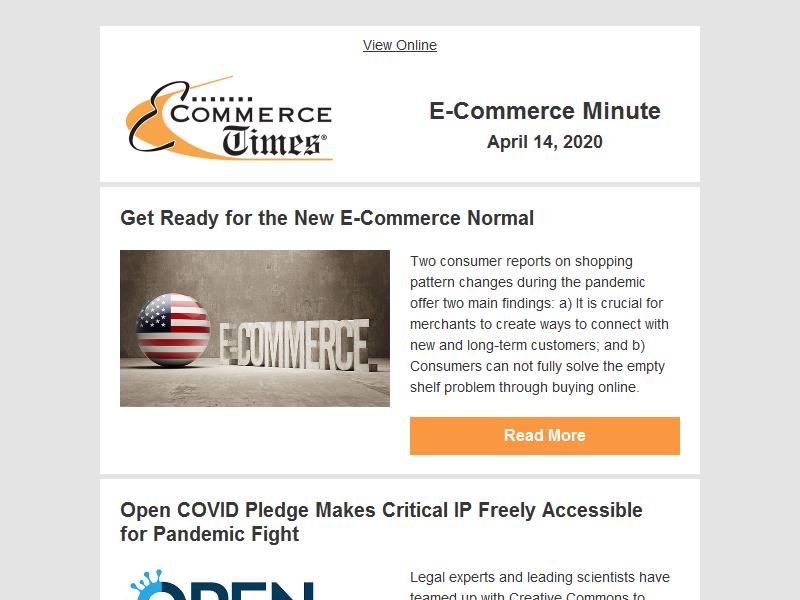 View Online
E-COMMERCE
Times®
E-Commerce Minute
April 14, 2020
Get Ready for the New E-Commerce Normal
E-COMMERCE.
Two consumer reports on shopping
pattern changes during the pandemic
offer two main findings: a) It is crucial for
merchants to create ways to connect with
new and long-term customers; and b)
Consumers can not fully solve the empty
shelf problem through buying online.
Read More
Open COVID Pledge Makes Critical IP Freely Accessible
for Pandemic Fight
OPEN
Legal experts and leading scientists have
teamed up with Creative Commons to